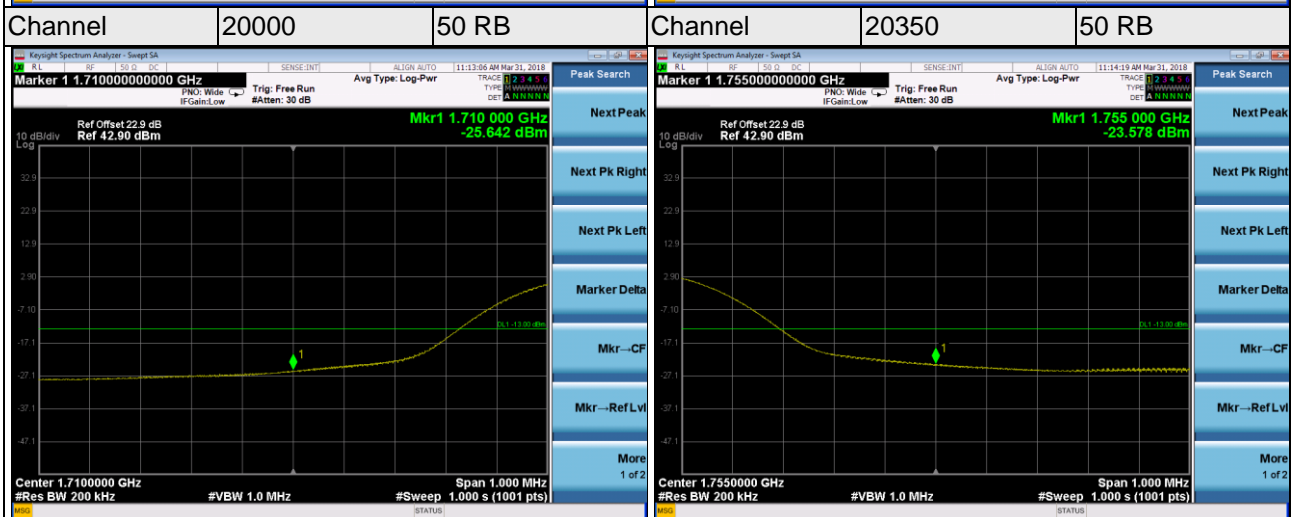 Channel 20000 50 RB Channel 20350 50 RB
Keysight Spectrum Analyzer - Swept SA
RL RF 50 Ω DC SENSE:INT ALIGN AUTO 11:13:06 AM Mar 31, 2018
Marker 1 1.710000000000 GHz
Avg Type: Log-Pwr
TRACE 1 2 3 4 5 6
PNO: Wide Trig: Free Run
TYPE M W W W W W
IFGain:Low #Atten: 30 dB
DET A N N N N N
Peak Search
Mkr1 1.710 000 GHz
-25.642 dBm
Ref Offset 22.9 dB
10 dB/div Ref 42.90 dBm
Log
32.9
22.9
12.9
2.90
-7.10
-17.1
-27.1
-37.1
-47.1
DL1 -13.00 dBm
1
Center 1.7100000 GHz Span 1.000 MHz
#Res BW 200 kHz #VBW 1.0 MHz #Sweep 1.000 s (1001 pts)
Next Peak
Next Pk Right
Next Pk Left
Marker Delta
Mkr→CF
Mkr→Ref Lvl
More
1 of 2
MSG STATUS
Keysight Spectrum Analyzer - Swept SA
RL RF 50 Ω DC SENSE:INT ALIGN AUTO 11:14:19 AM Mar 31, 2018
Marker 1 1.755000000000 GHz
Avg Type: Log-Pwr
TRACE 1 2 3 4 5 6
PNO: Wide Trig: Free Run
TYPE M W W W W W
IFGain:Low #Atten: 30 dB
DET A N N N N N
Peak Search
Mkr1 1.755 000 GHz
-23.578 dBm
Ref Offset 22.9 dB
10 dB/div Ref 42.90 dBm
Log
32.9
22.9
12.9
2.90
-7.10
-17.1
-27.1
-37.1
-47.1
DL1 -13.00 dBm
1
Center 1.7550000 GHz Span 1.000 MHz
#Res BW 200 kHz #VBW 1.0 MHz #Sweep 1.000 s (1001 pts)
Next Peak
Next Pk Right
Next Pk Left
Marker Delta
Mkr→CF
Mkr→Ref Lvl
More
1 of 2
MSG STATUS